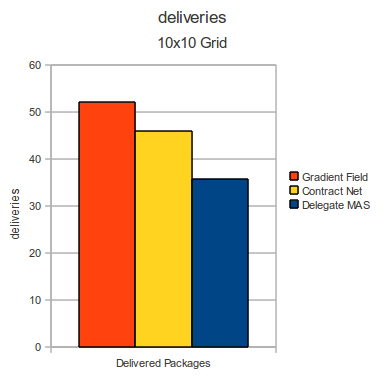 deliveries
10x10 Grid
60
50
40
30
20
10
0
deliveries
Delivered Packages
Gradient Field
Contract Net
Delegate MAS